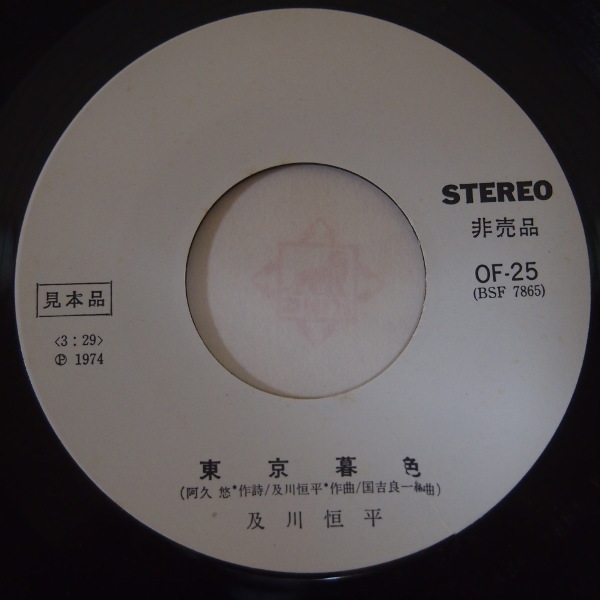 STEREO
非売品
OF-25
(BSF 7865)
見本品
<3:29>
Ⓟ 1974
東京暮色
(阿久 悠*作詩/及川恒平*作曲/国吉良一*編曲)
及川恒平